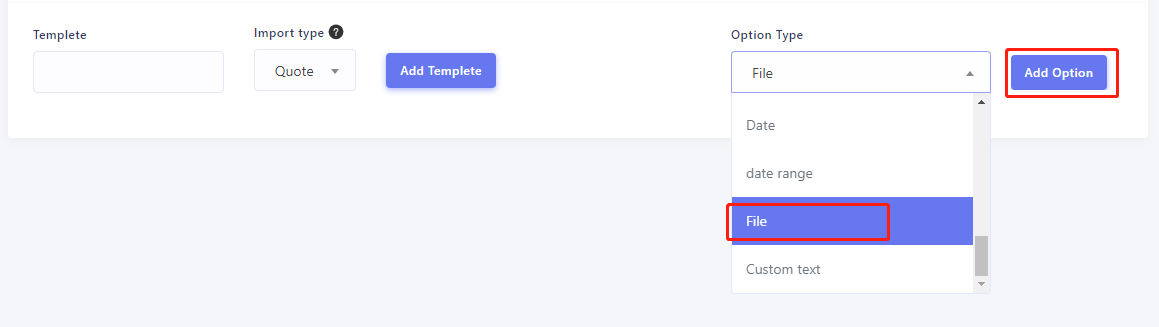 Templete
Import type ?
Option Type
Quote
Add Templete
File
Add Option
Date
date range
File
Custom text